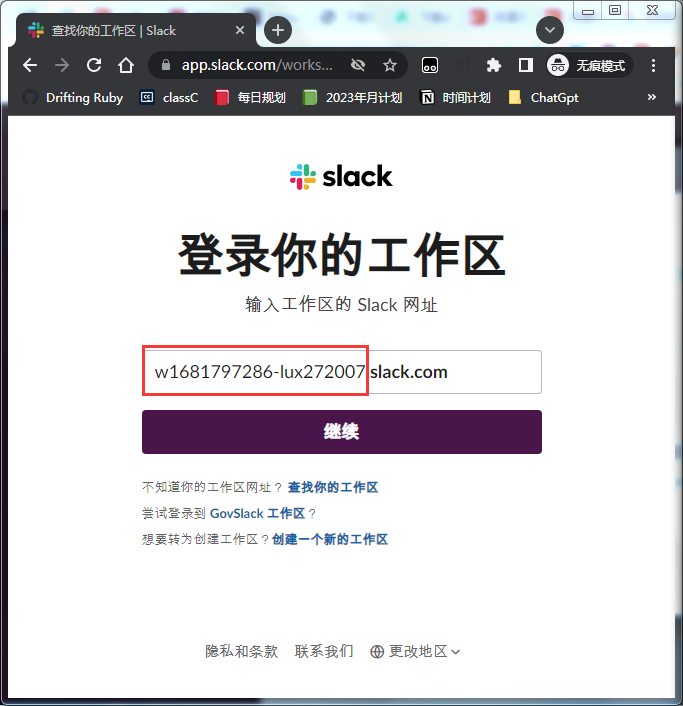 查找你的工作区 | Slack
app.slack.com/works...
无痕模式
Drifting Ruby
classC
每日规划
2023年月计划
时间计划
ChatGpt
»
slack
登录你的工作区
输入工作区的 Slack 网址
w1681797286-lux272007.slack.com
继续
不知道你的工作区网址？ 查找你的工作区
尝试登录到 GovSlack 工作区？
想要转为创建工作区？创建一个新的工作区
隐私和条款 联系我们 更改地区